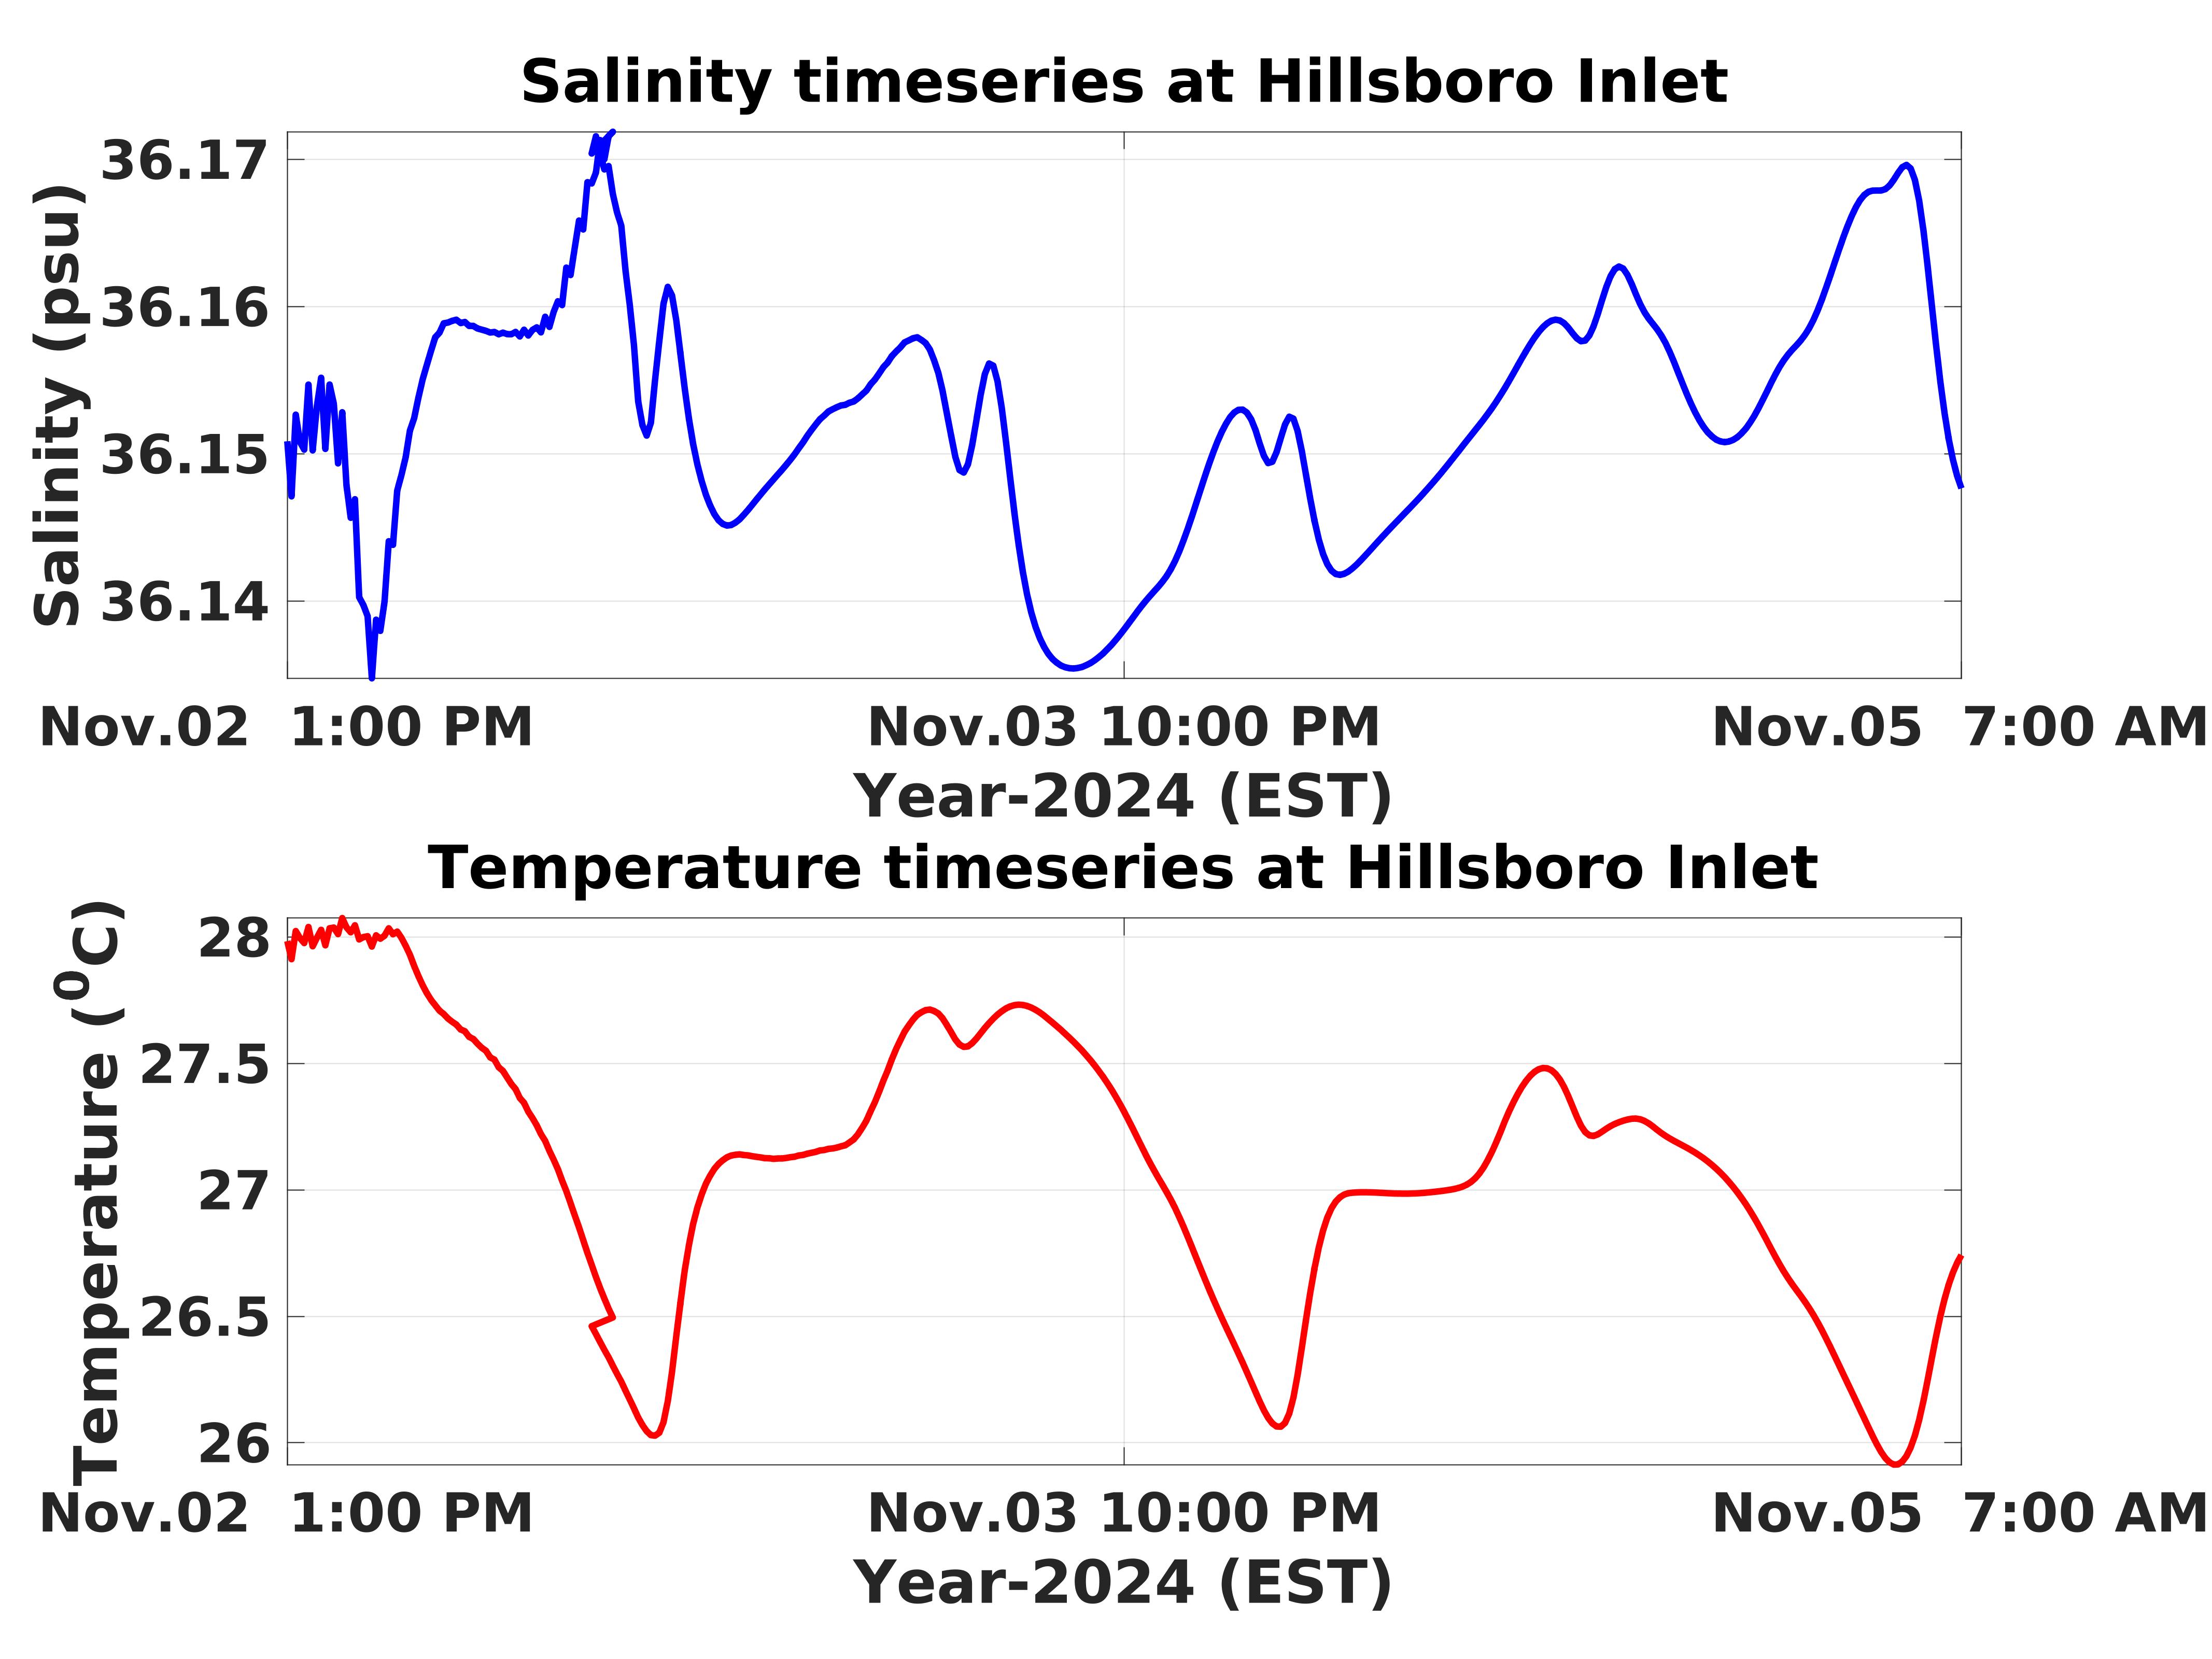 Salinity timeseries at Hillsboro Inlet
Salinity (psu)
36.17
36.16
36.15
36.14
Nov.02 1:00 PM Nov.03 10:00 PM Nov.05 7:00 AM
Year-2024 (EST)
Temperature timeseries at Hillsboro Inlet
Temperature (⁰C)
28
27.5
27
26.5
26
Nov.02 1:00 PM Nov.03 10:00 PM Nov.05 7:00 AM
Year-2024 (EST)